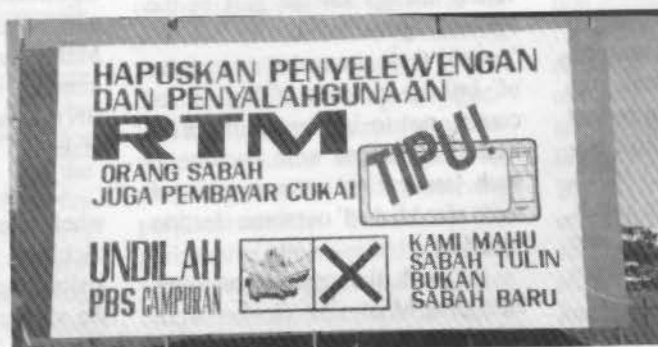 HAPUSKAN PENYELEWENGAN
DAN PENYALAHGUNAAN
RTM
ORANG SABAH
JUGA PEMBAYAR CUKAI
TIPU!
UNDILAH
PBS CAMPURAN
KAMI MAHU
SABAH TULIN
BUKAN
SABAH BARU